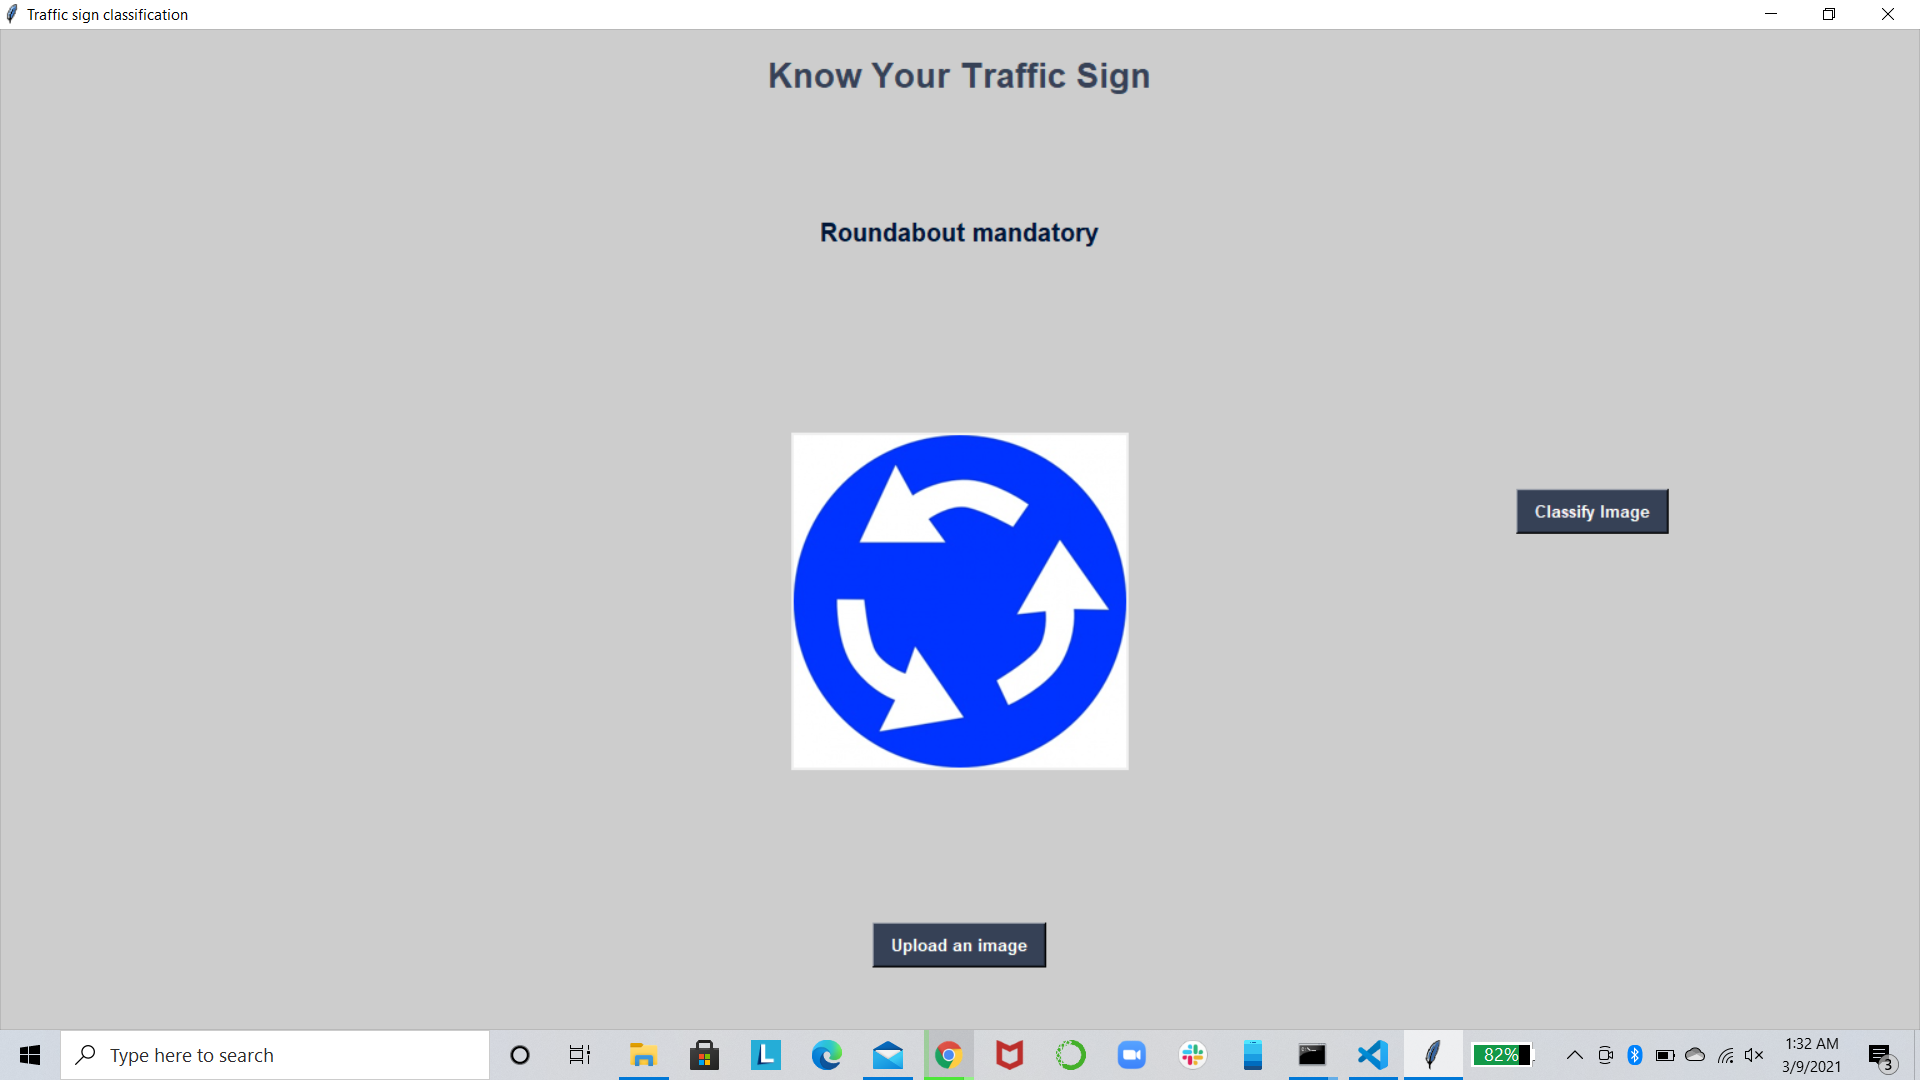 Traffic sign classification
Know Your Traffic Sign
Roundabout mandatory
Classify Image
Upload an image
Type here to search
L
82%
1:32 AM
3/9/2021
3